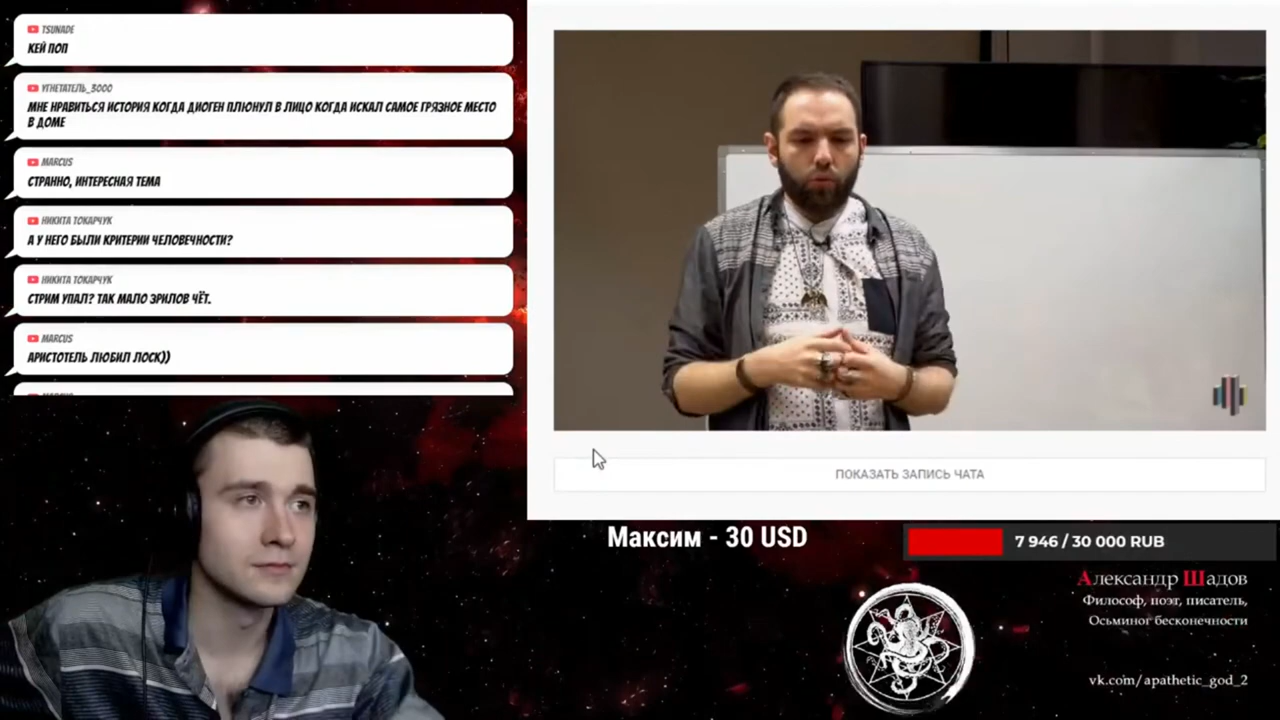 TSUNADE
КЕЙ ПОП
УГНЕТАТЕЛЬ_3000
МНЕ НРАВИТЬСЯ ИСТОРИЯ КОГДА ДИОГЕН ПЛЮНУЛ В ЛИЦО КОГДА ИСКАЛ САМОЕ ГРЯЗНОЕ МЕСТО
В ДОМЕ
MARCUS
СТРАННО, ИНТЕРЕСНАЯ ТЕМА
НИКИТА ТОКАРЧУК
А У НЕГО БЫЛИ КРИТЕРИИ ЧЕЛОВЕЧНОСТИ?
НИКИТА ТОКАРЧУК
СТРИМ УПАЛ? ТАК МАЛО ЗРИЛОВ ЧЁТ.
MARCUS
АРИСТОТЕЛЬ ЛЮБИЛ ЛОСК))
ПОКАЗАТЬ ЗАПИСЬ ЧАТА
Максим - 30 USD
7 946 / 30 000 RUB
Александр Шадов
Философ, поэт, писатель,
Осьминог бесконечности
vk.com/apathetic_god_2